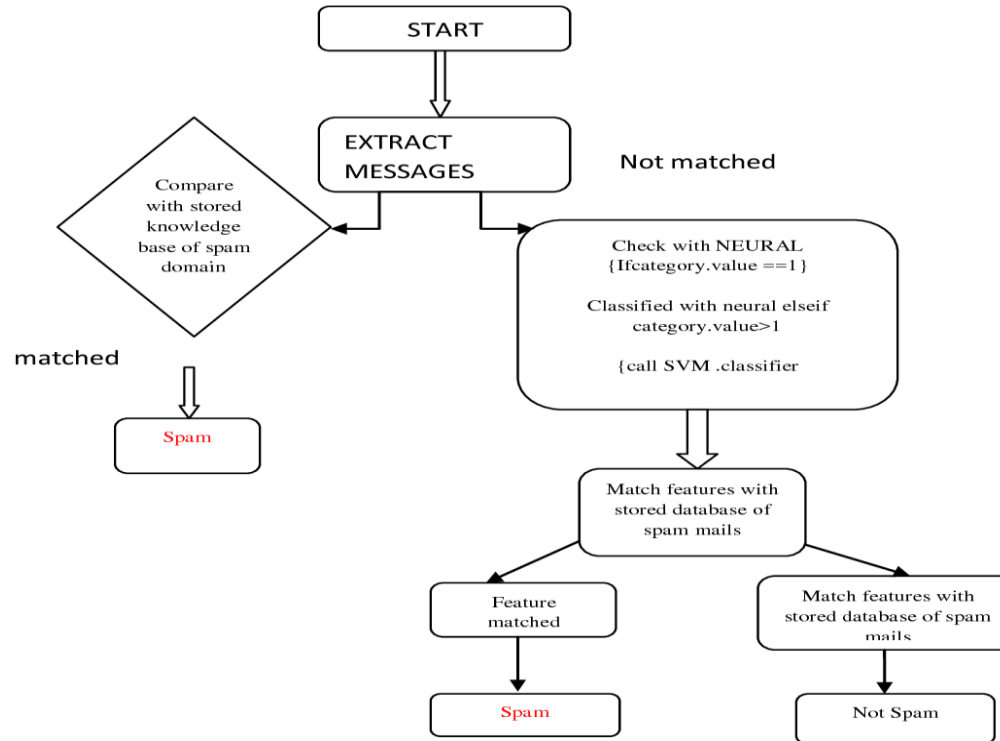 START
EXTRACT
MESSAGES
Not matched
Compare
with stored
knowledge
base of spam
domain
Check with NEURAL
{Ifcategory.value ==1}
Classified with neural elseif
category.value>1
{call SVM .classifier
matched
Spam
Match features with
stored database of
spam mails
Feature
matched
Match features with
stored database of spam
mails
Spam
Not Spam